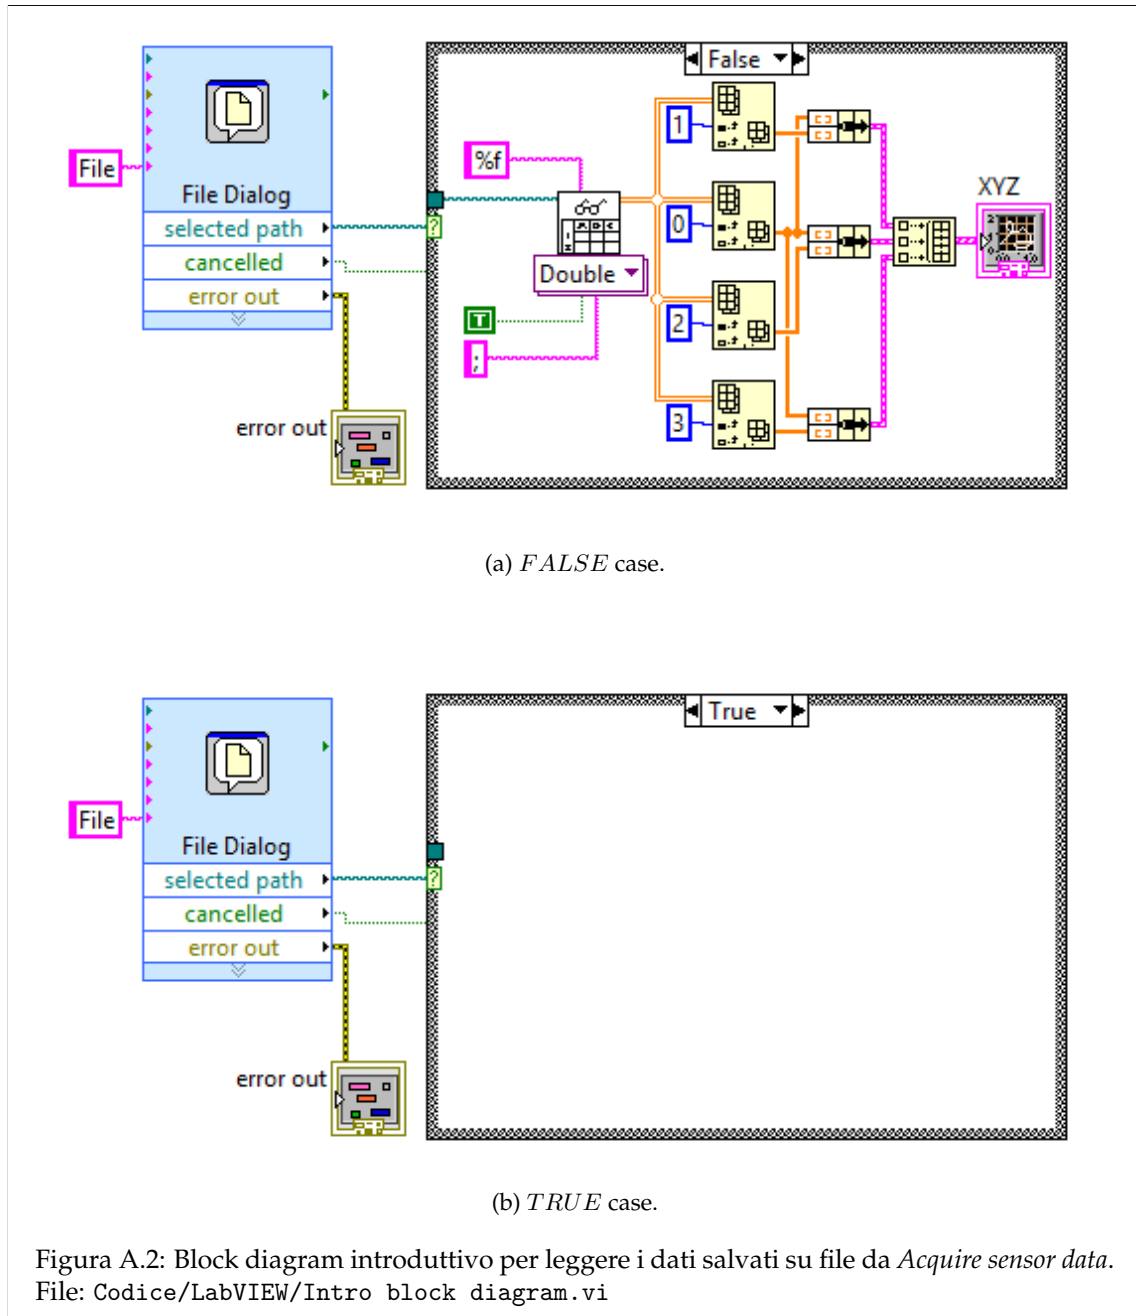 False
File
File Dialog
selected path
cancelled
error out
error out
%f
Double
T
;
1
0
2
3
XYZ
(a) FALSE case.
True
File
File Dialog
selected path
cancelled
error out
error out
(b) TRUE case.
Figura A.2: Block diagram introduttivo per leggere i dati salvati su file da Acquire sensor data.
File: Codice/LabVIEW/Intro block diagram.vi